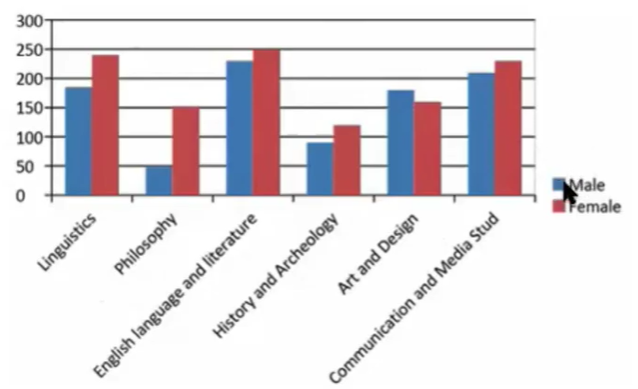 300
250
200
150
100
50
0
Linguistics
Philosophy
English language and literature
History and Archeology
Art and Design
Communication and Media Stud
Male
Female